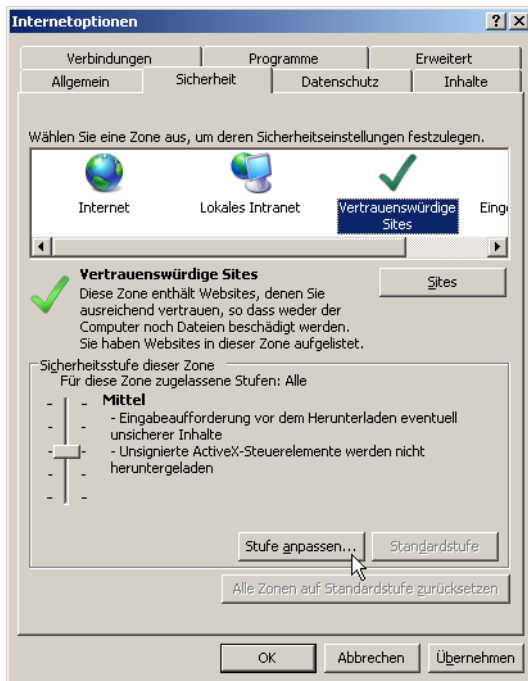 Internetoptionen
Verbindungen Programme Erweitert
Allgemein Sicherheit Datenschutz Inhalte
Wählen Sie eine Zone aus, um deren Sicherheitseinstellungen festzulegen.
Internet Lokales Intranet Vertrauenswürdige Sites Eing
Vertrauenswürdige Sites
Sites
Diese Zone enthält Websites, denen Sie
ausreichend vertrauen, so dass weder der
Computer noch Dateien beschädigt werden.
Sie haben Websites in dieser Zone aufgelistet.
Sicherheitsstufe dieser Zone
Für diese Zone zugelassene Stufen: Alle
Mittel
- Eingabeaufforderung vor dem Herunterladen eventuell
unsicherer Inhalte
- Unsignierte ActiveX-Steuerelemente werden nicht
heruntergeladen
Stufe anpassen... Standardstufe
Alle Zonen auf Standardstufe zurücksetzen
OK Abbrechen Übernehmen